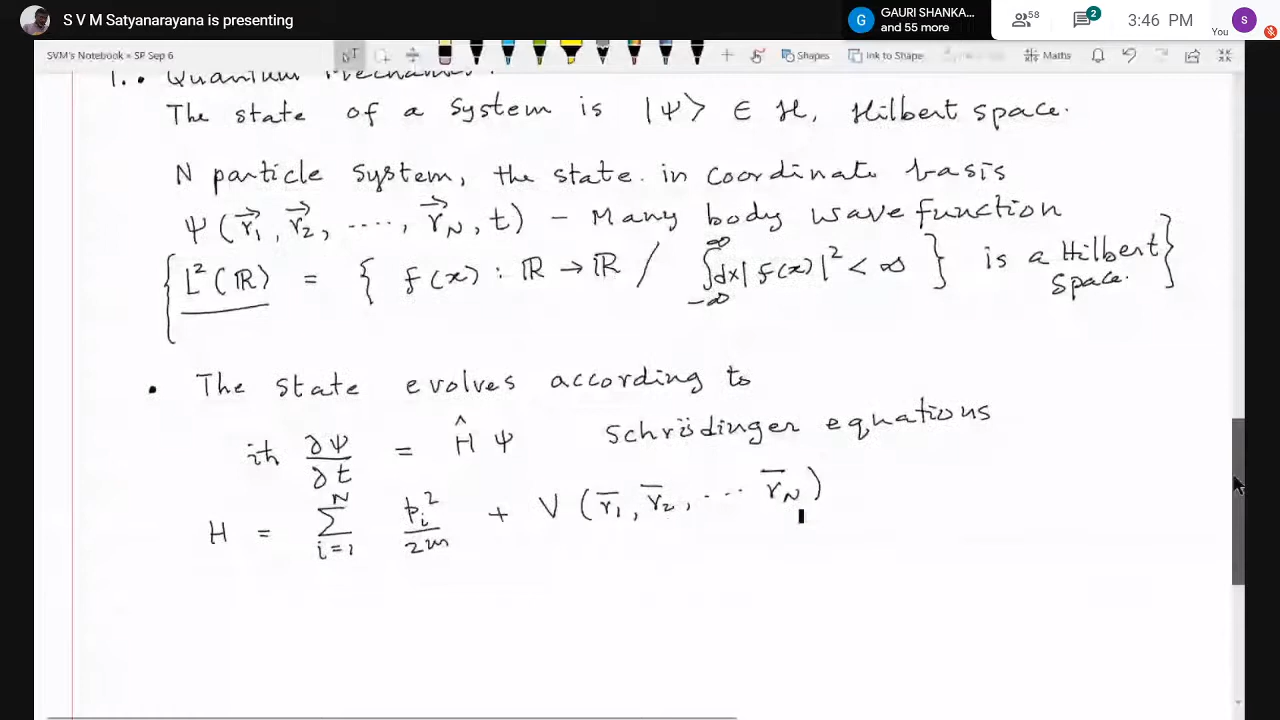 S V M Satyanarayana is presenting
G
GAURI SHANKA...
and 55 more
58
2
3:46 PM
S
You
SVM's Notebook » SP Sep 6
Shapes
Ink to Shape
Maths
1. • Quantum Mechanics.
The state of a system is |ψ⟩ ∈ ℋ, Hilbert space.
N particle system, the state in coordinate basis
ψ(r⃗₁, r⃗₂, ...., r⃗_N, t) – Many body wave function
{ L²(ℝ) = { f(x) : ℝ → ℝ / ∫_{-∞}^{∞} dx |f(x)|² < ∞ } is a Hilbert space. }
• The state evolves according to
iħ ∂ψ/∂t = Ĥ ψ Schrödinger equations
H = Σ_{i=1}^{N} p_i²/2m + V(r̄₁, r̄₂, ... r̄_N)